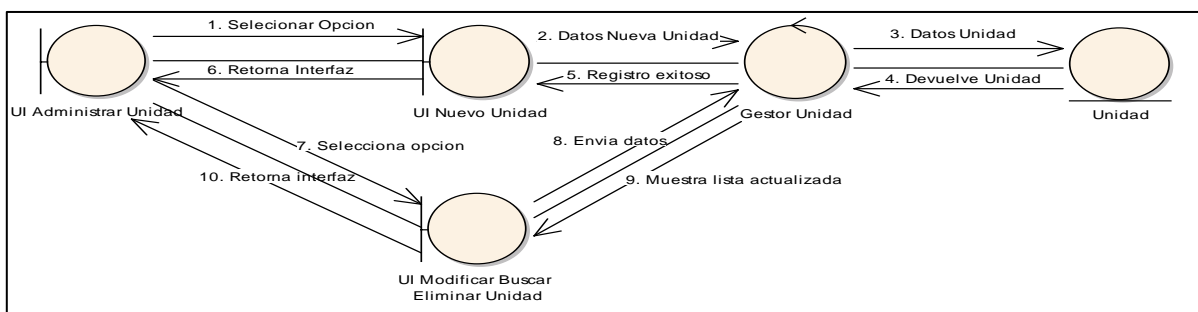 1. Selecionar Opcion
2. Datos Nueva Unidad
3. Datos Unidad
6. Retorna Interfaz
5. Registro exitoso
4. Devuelve Unidad
UI Administrar Unidad
UI Nuevo Unidad
Gestor Unidad
Unidad
7. Selecciona opcion
8. Envia datos
10. Retorna interfaz
9. Muestra lista actualizada
UI Modificar Buscar
Eliminar Unidad